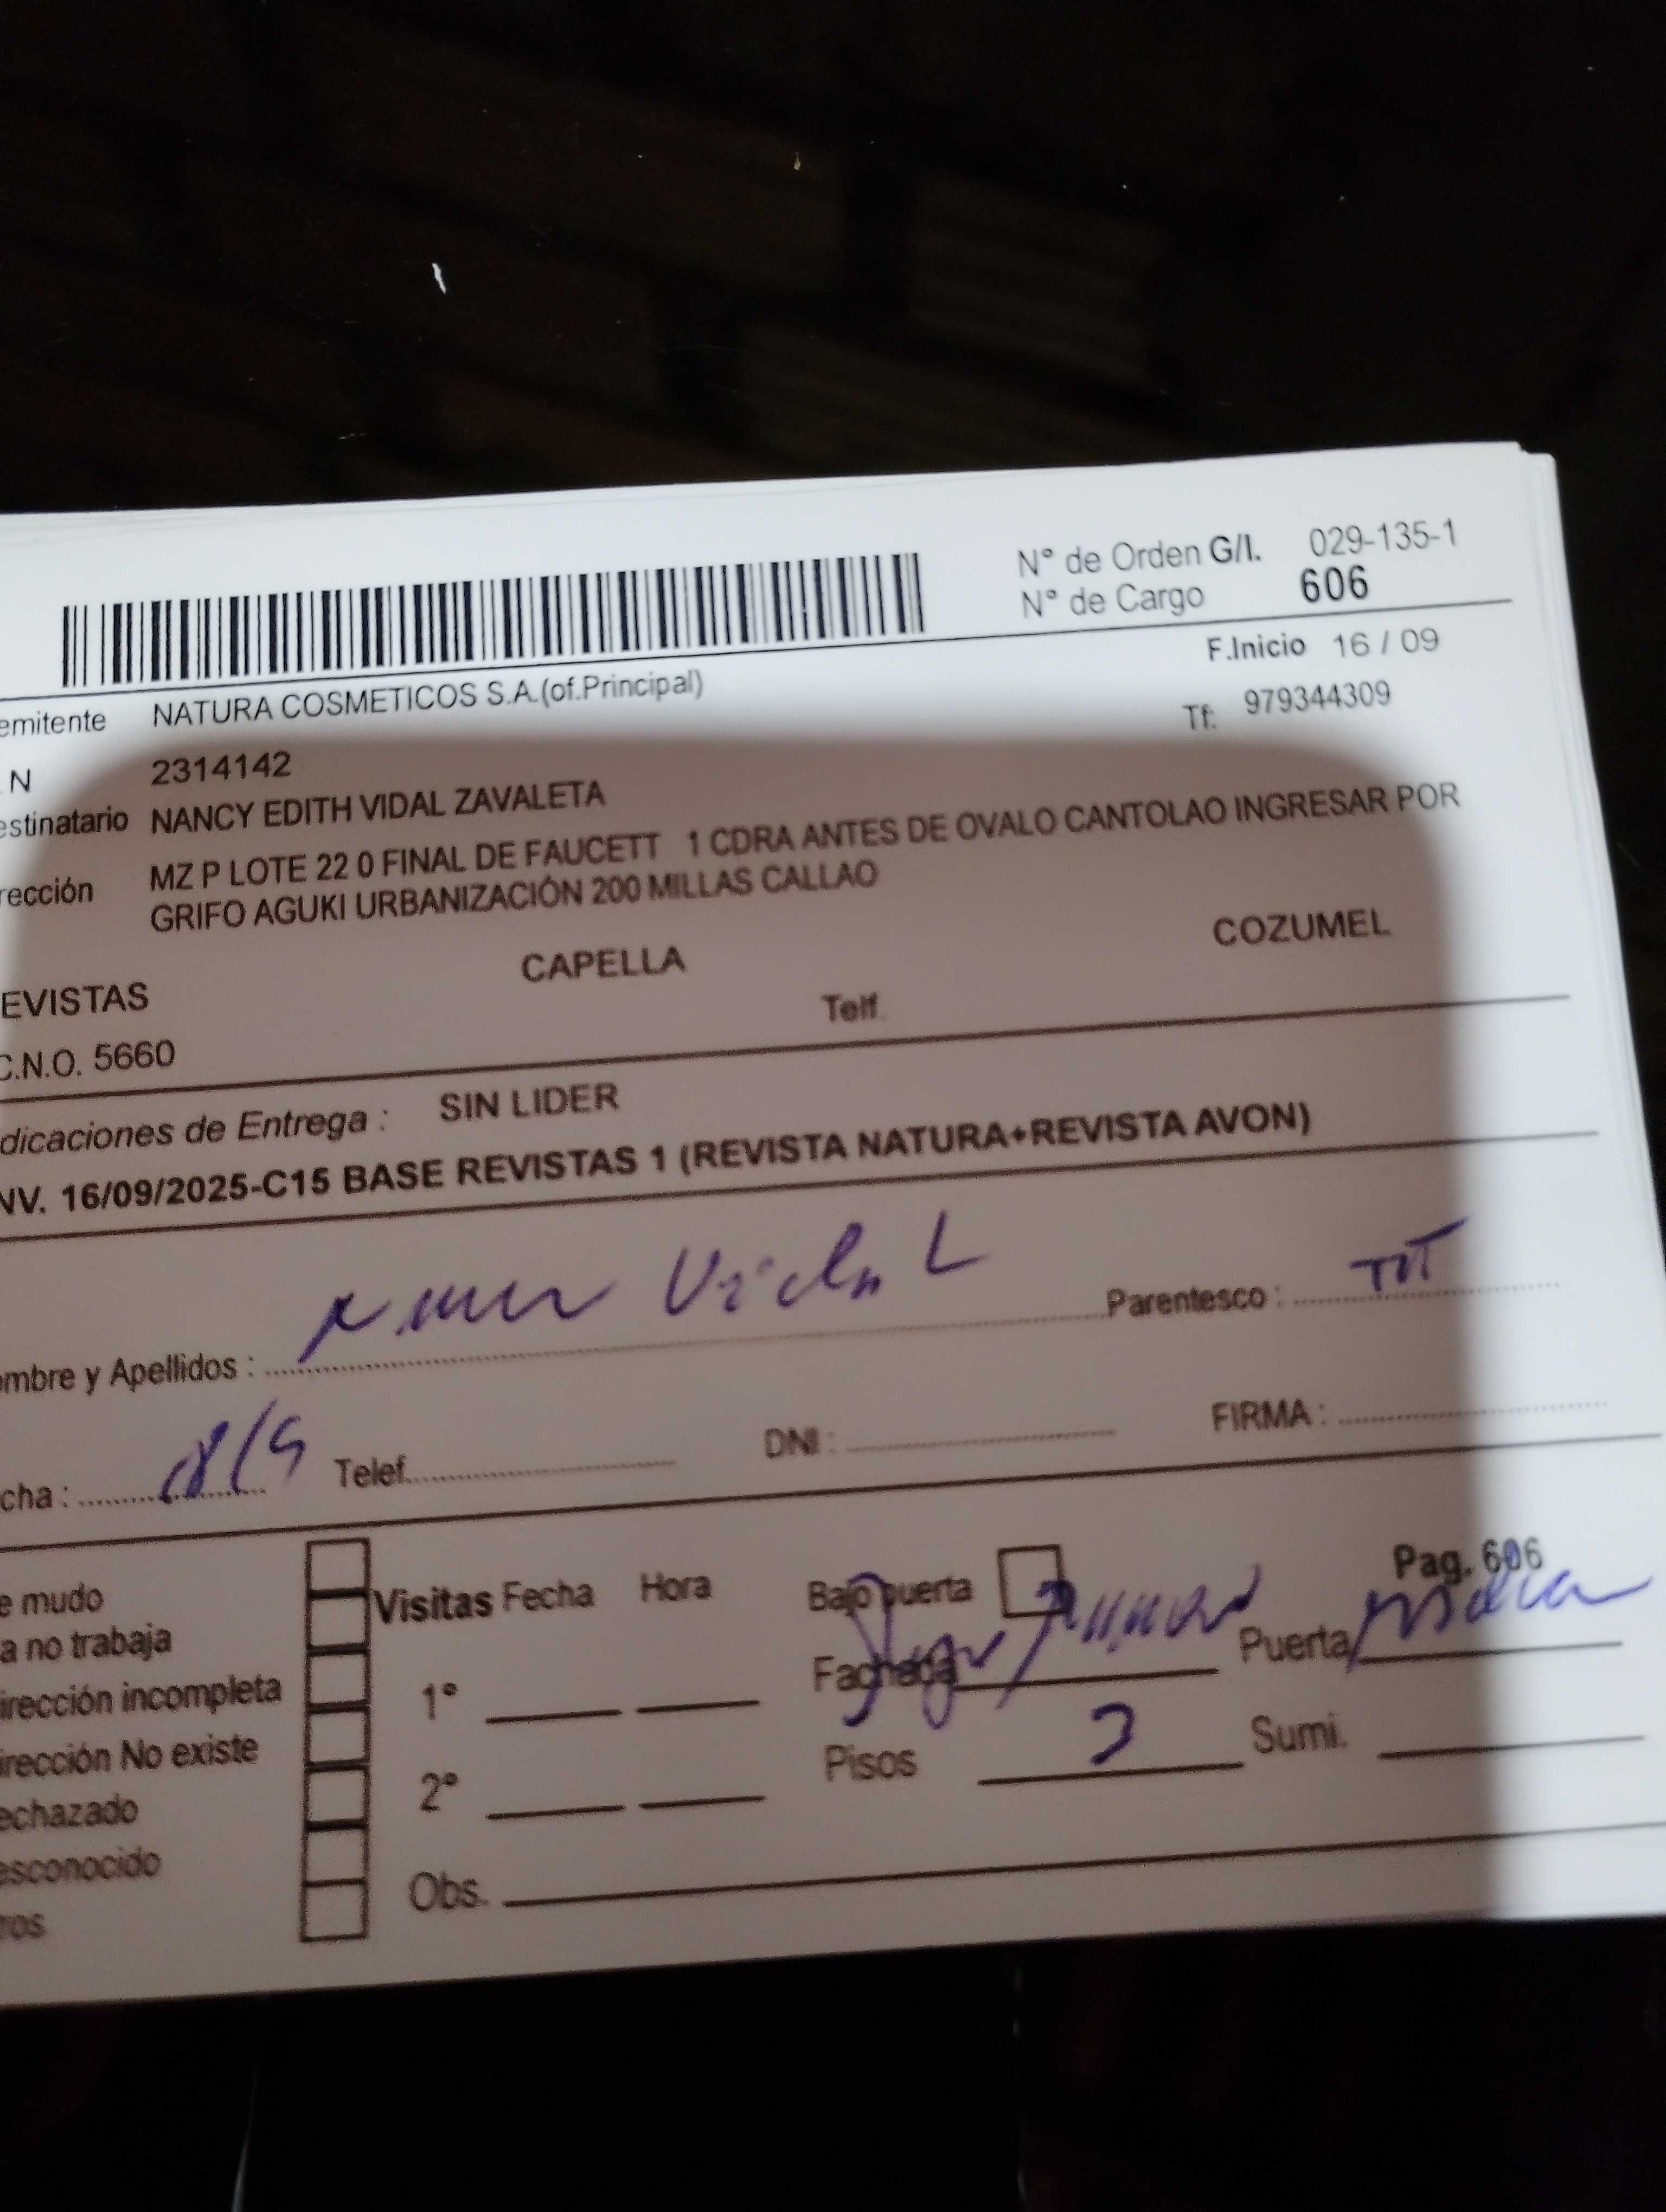 N° de Orden G/I. 029-135-1
N° de Cargo 606
F.Inicio 16 / 09
emitente NATURA COSMETICOS S.A.(of.Principal)
Tf: 979344309
N 2314142
estinatario NANCY EDITH VIDAL ZAVALETA
rección MZ P LOTE 22 0 FINAL DE FAUCETT 1 CDRA ANTES DE OVALO CANTOLAO INGRESAR POR
GRIFO AGUKI URBANIZACIÓN 200 MILLAS CALLAO
EVISTAS CAPELLA COZUMEL
C.N.O. 5660 Telf.
dicaciones de Entrega : SIN LIDER
NV. 16/09/2025-C15 BASE REVISTAS 1 (REVISTA NATURA+REVISTA AVON)
ombre y Apellidos : Vidal Parentesco : TIT
cha : 18/9 Telef. DNI : FIRMA :
Pag. 606
e mudo Visitas Fecha Hora Bajo puerta
a no trabaja
irección incompleta 1° Fachada Puerta
irección No existe
echazado 2° Pisos 2 Sumi.
esconocido
ros Obs.